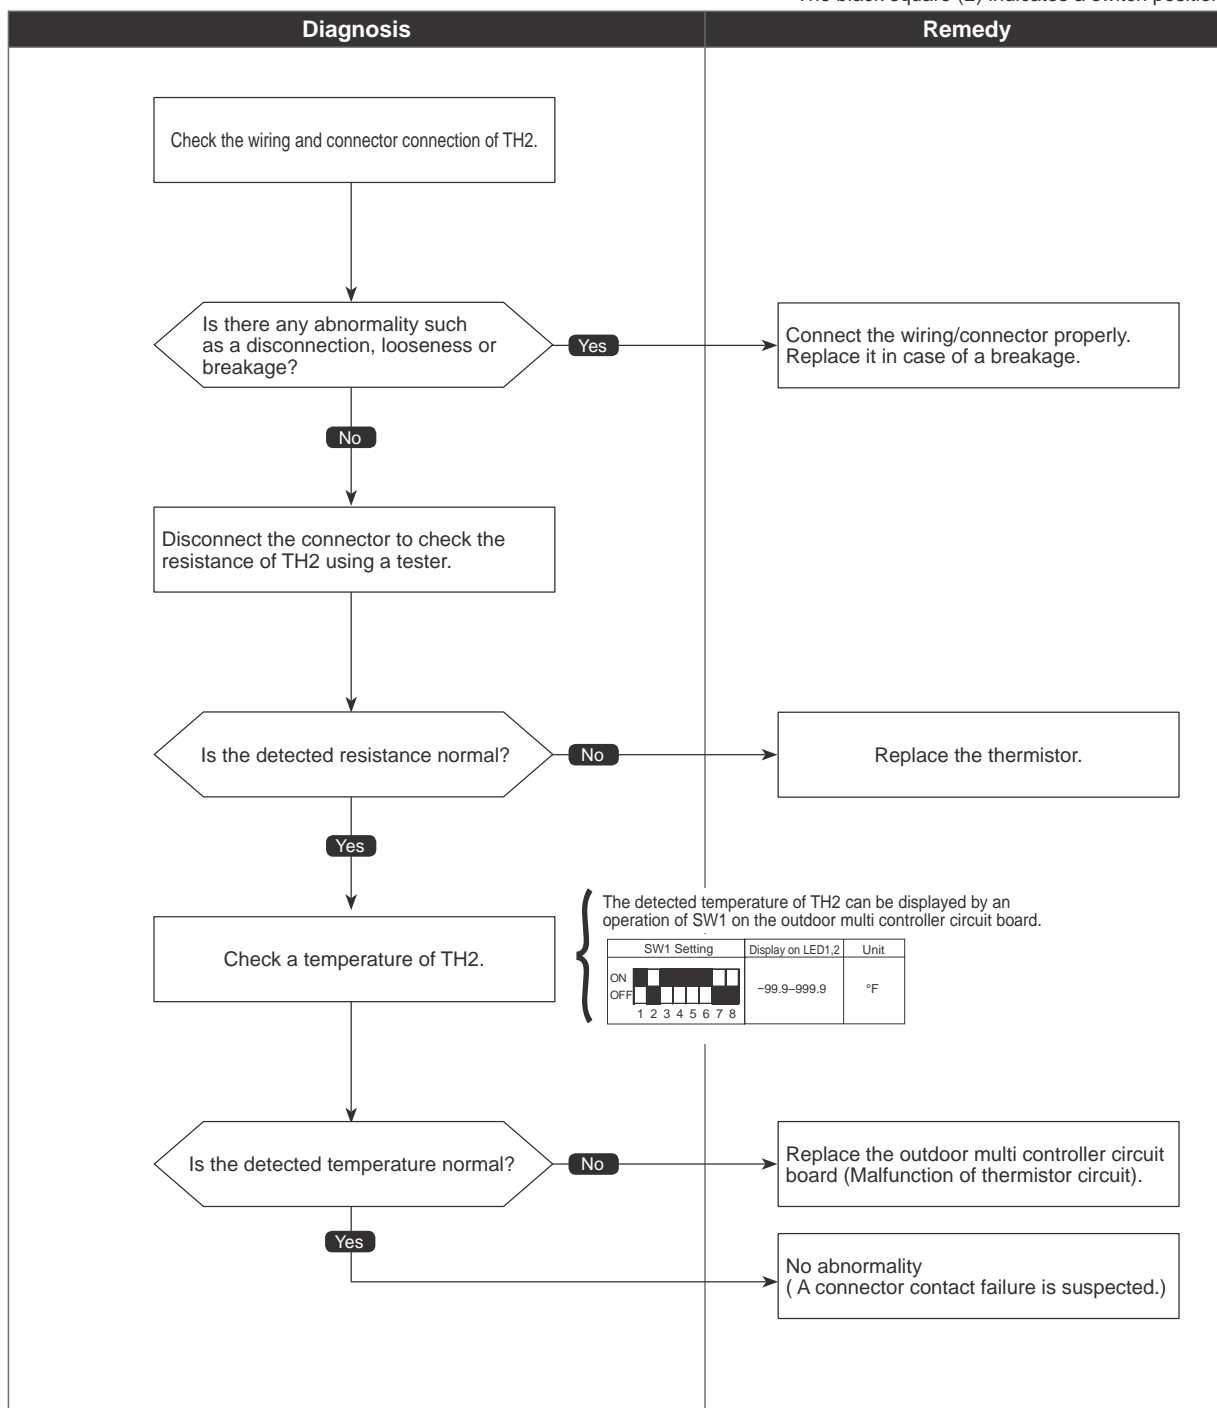 The black square (■) indicates a switch position
Diagnosis
Remedy
Check the wiring and connector connection of TH2.
Is there any abnormality such
as a disconnection, looseness or
breakage?
Yes
Connect the wiring/connector properly.
Replace it in case of a breakage.
No
Disconnect the connector to check the
resistance of TH2 using a tester.
Is the detected resistance normal?
No
Replace the thermistor.
Yes
The detected temperature of TH2 can be displayed by an
operation of SW1 on the outdoor multi controller circuit board.
Check a temperature of TH2.
SW1 Setting
Display on LED1,2
Unit
ON
OFF
1 2 3 4 5 6 7 8
−99.9–999.9
°F
Is the detected temperature normal?
No
Replace the outdoor multi controller circuit
board (Malfunction of thermistor circuit).
Yes
No abnormality
( A connector contact failure is suspected.)